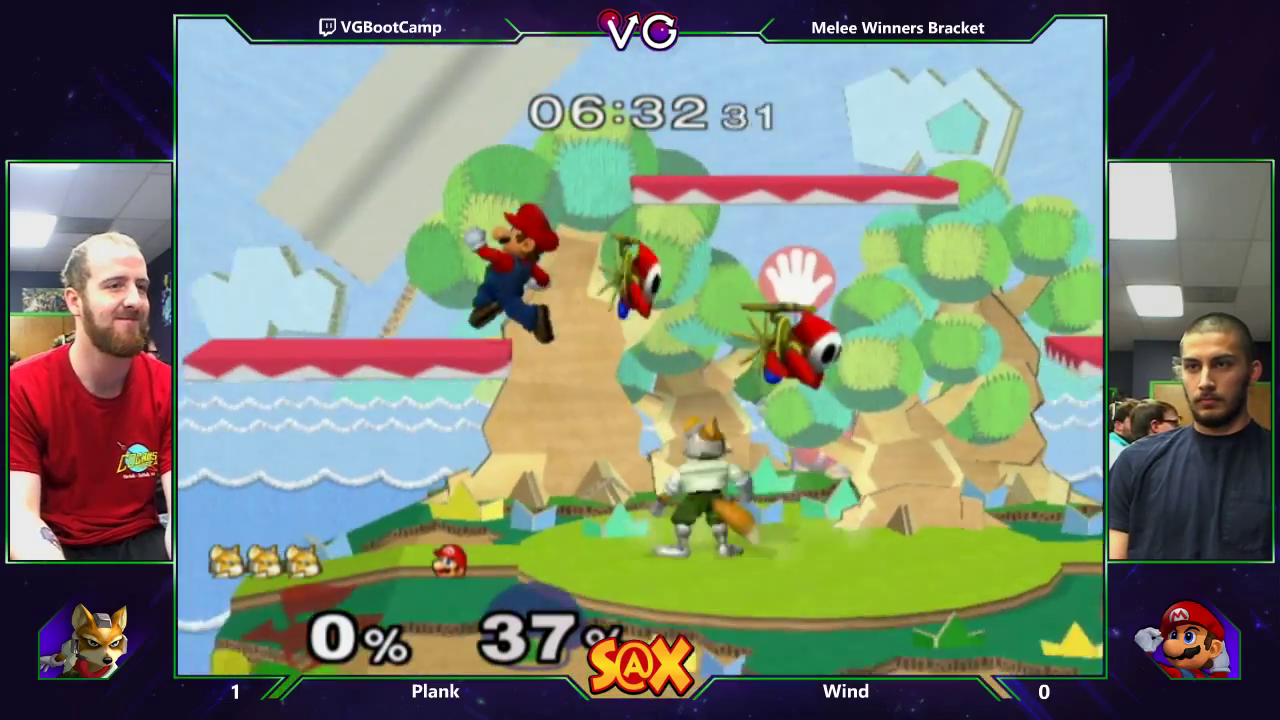 VGBootCamp
VG
Melee Winners Bracket
06:32 31
0%
37%
S@X
1
Plank
Wind
0